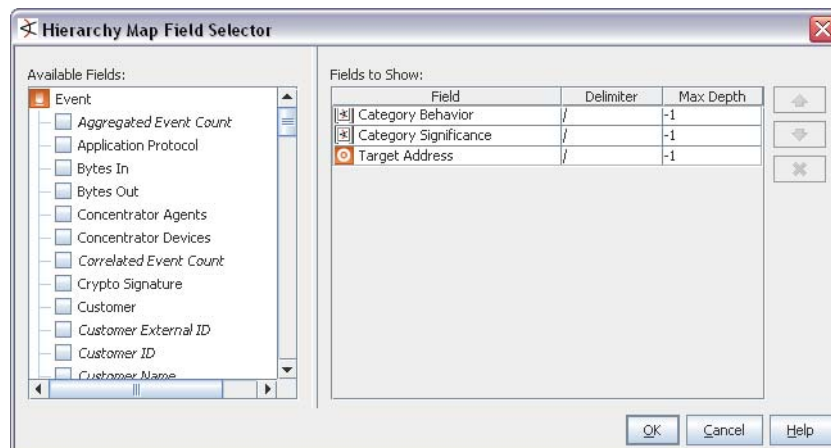 Hierarchy Map Field Selector
Available Fields:
Event
Aggregated Event Count
Application Protocol
Bytes In
Bytes Out
Concentrator Agents
Concentrator Devices
Correlated Event Count
Crypto Signature
Customer
Customer External ID
Customer ID
Customer Name
Fields to Show:
Field Delimiter Max Depth
Category Behavior / -1
Category Significance / -1
Target Address / -1
OK Cancel Help